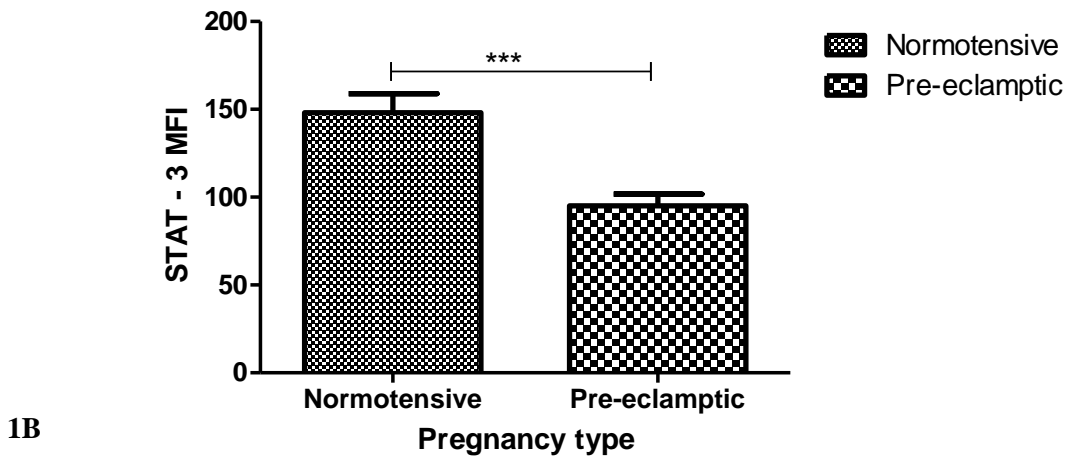 200
150
100
50
0
STAT - 3 MFI
***
Normotensive
Pre-eclamptic
Normotensive
Pre-eclamptic
Pregnancy type
1B